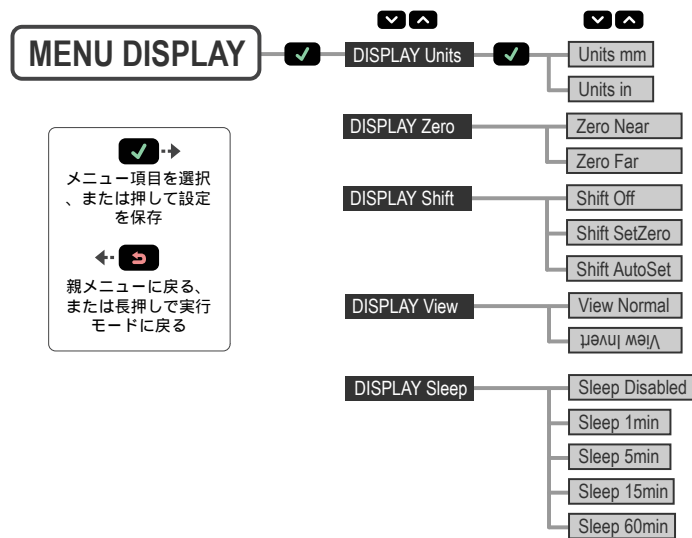 MENU DISPLAY
DISPLAY Units
Units mm
Units in
DISPLAY Zero
Zero Near
Zero Far
DISPLAY Shift
Shift Off
Shift SetZero
Shift AutoSet
DISPLAY View
View Normal
View Invert
DISPLAY Sleep
Sleep Disabled
Sleep 1min
Sleep 5min
Sleep 15min
Sleep 60min
メニュー項目を選択
、または押して設定
を保存
親メニューに戻る、
または長押しで実行
モードに戻る